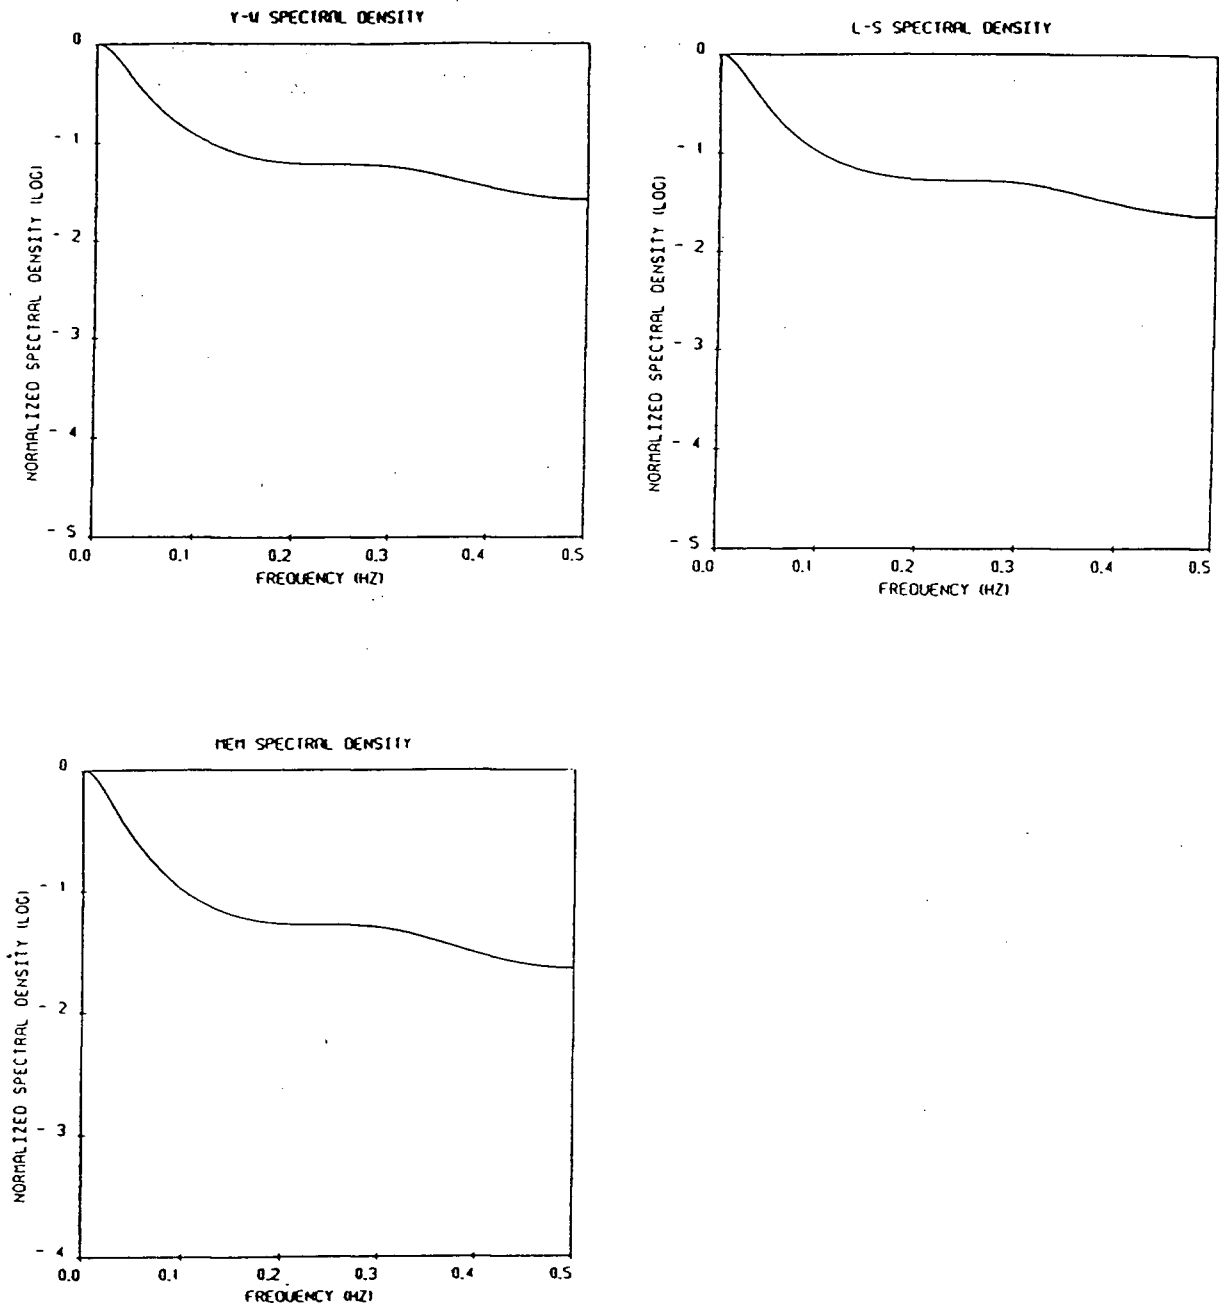 Y-W SPECTRAL DENSITY
0
- 1
- 2
- 3
- 4
- 5
NORMALIZED SPECTRAL DENSITY (LOG)
0.0 0.1 0.2 0.3 0.4 0.5
FREQUENCY (HZ)
L-S SPECTRAL DENSITY
0
- 1
- 2
- 3
- 4
- 5
NORMALIZED SPECTRAL DENSITY (LOG)
0.0 0.1 0.2 0.3 0.4 0.5
FREQUENCY (HZ)
MEM SPECTRAL DENSITY
0
- 1
- 2
- 3
- 4
NORMALIZED SPECTRAL DENSITY (LOG)
0.0 0.1 0.2 0.3 0.4 0.5
FREQUENCY (HZ)